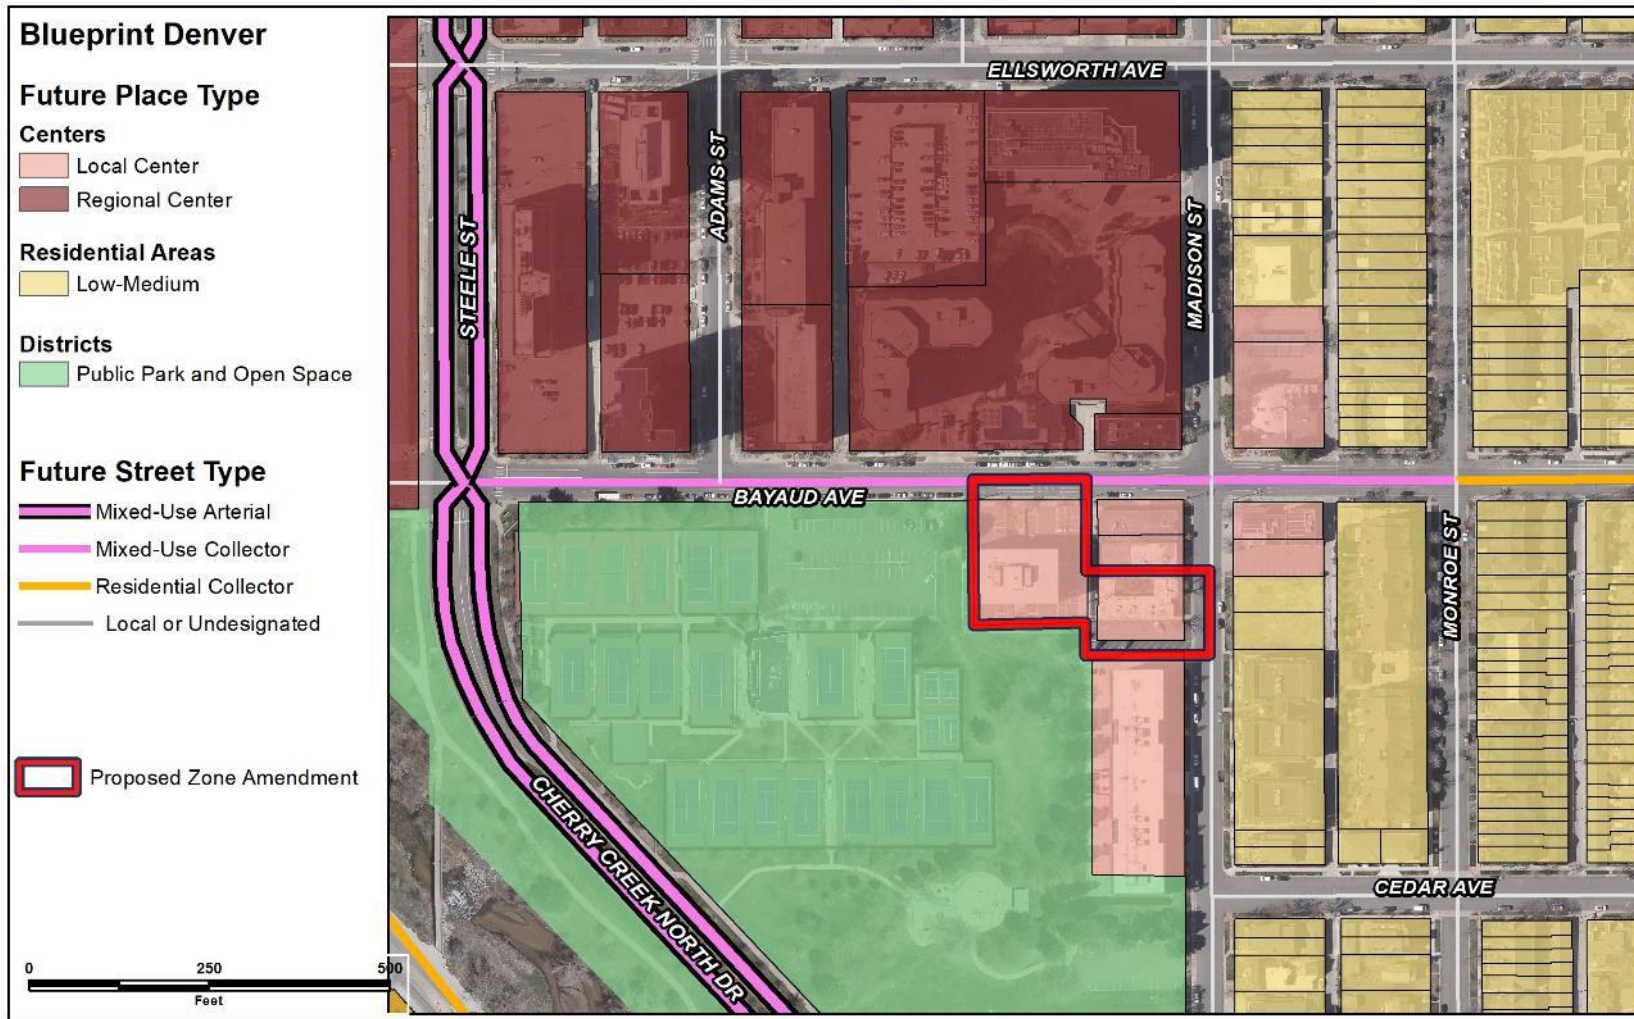 Blueprint Denver
Future Place Type
Centers
Local Center
Regional Center
Residential Areas
Low-Medium
Districts
Public Park and Open Space
Future Street Type
Mixed-Use Arterial
Mixed-Use Collector
Residential Collector
Local or Undesignated
Proposed Zone Amendment
0 250 500
Feet
ELLSWORTH AVE
STEELE ST
ADAMS ST
MADISON ST
BAYAUD AVE
MONROE ST
CHERRY CREEK NORTH DR
CEDAR AVE